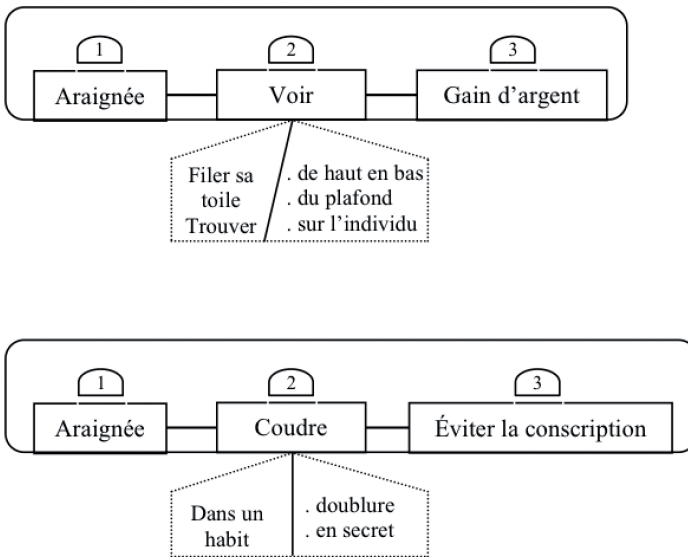 1 2 3
Araignée Voir Gain d'argent
Filer sa
toile
Trouver
. de haut en bas
. du plafond
. sur l'individu
1 2 3
Araignée Coudre Éviter la conscription
Dans un
habit
. doublure
. en secret